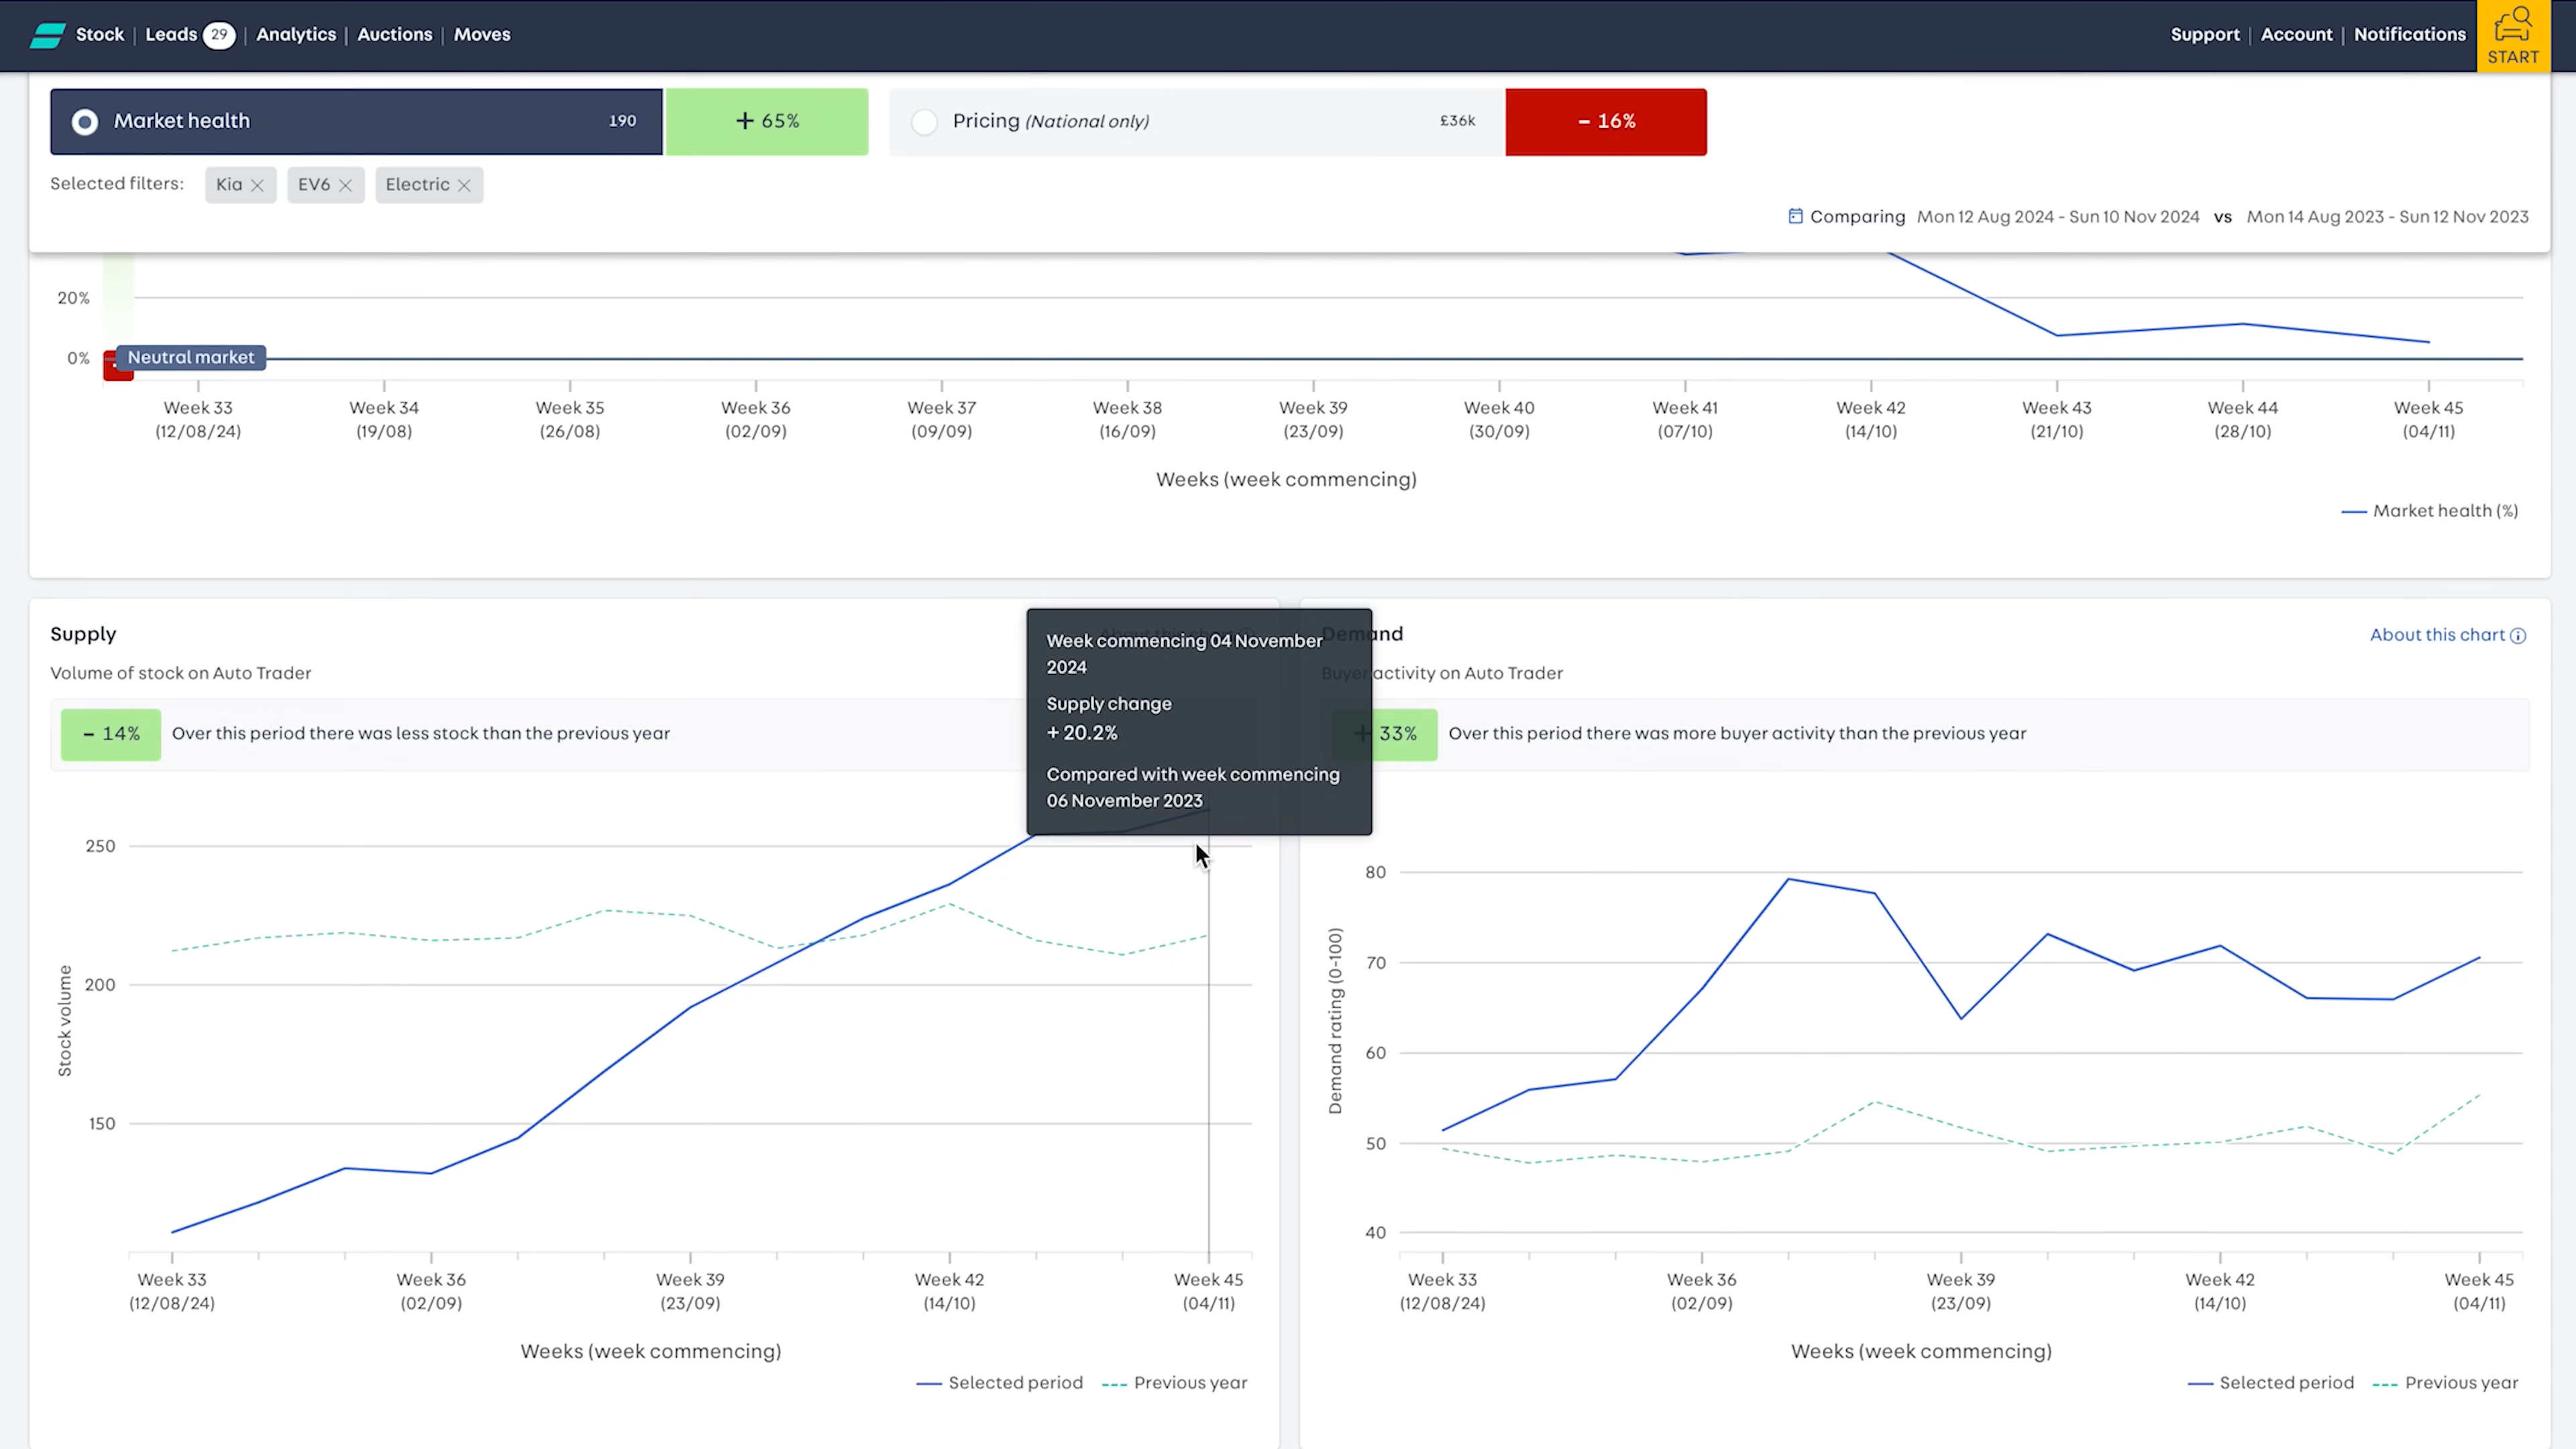 Stock | Leads 29 | Analytics | Auctions | Moves
Support | Account | Notifications
START
Market health 190 + 65%
Pricing (National only) £36k - 16%
Selected filters: Kia EV6 Electric
Comparing Mon 12 Aug 2024 - Sun 10 Nov 2024 vs Mon 14 Aug 2023 - Sun 12 Nov 2023
20%
0%
Neutral market
Week 33 Week 34 Week 35 Week 36 Week 37 Week 38 Week 39 Week 40 Week 41 Week 42 Week 43 Week 44 Week 45
(12/08/24) (19/08) (26/08) (02/09) (09/09) (16/09) (23/09) (30/09) (07/10) (14/10) (21/10) (28/10) (04/11)
Weeks (week commencing)
Market health (%)
Supply
Volume of stock on Auto Trader
- 14% Over this period there was less stock than the previous year
Week commencing 04 November
2024
Supply change
+ 20.2%
Compared with week commencing
06 November 2023
250
200
150
Stock volume
Week 33 Week 36 Week 39 Week 42 Week 45
(12/08/24) (02/09) (23/09) (14/10) (04/11)
Weeks (week commencing)
Selected period Previous year
Demand
About this chart
Buyer activity on Auto Trader
+ 33% Over this period there was more buyer activity than the previous year
80
70
60
50
40
Demand rating (0-100)
Week 33 Week 36 Week 39 Week 42 Week 45
(12/08/24) (02/09) (23/09) (14/10) (04/11)
Weeks (week commencing)
Selected period Previous year